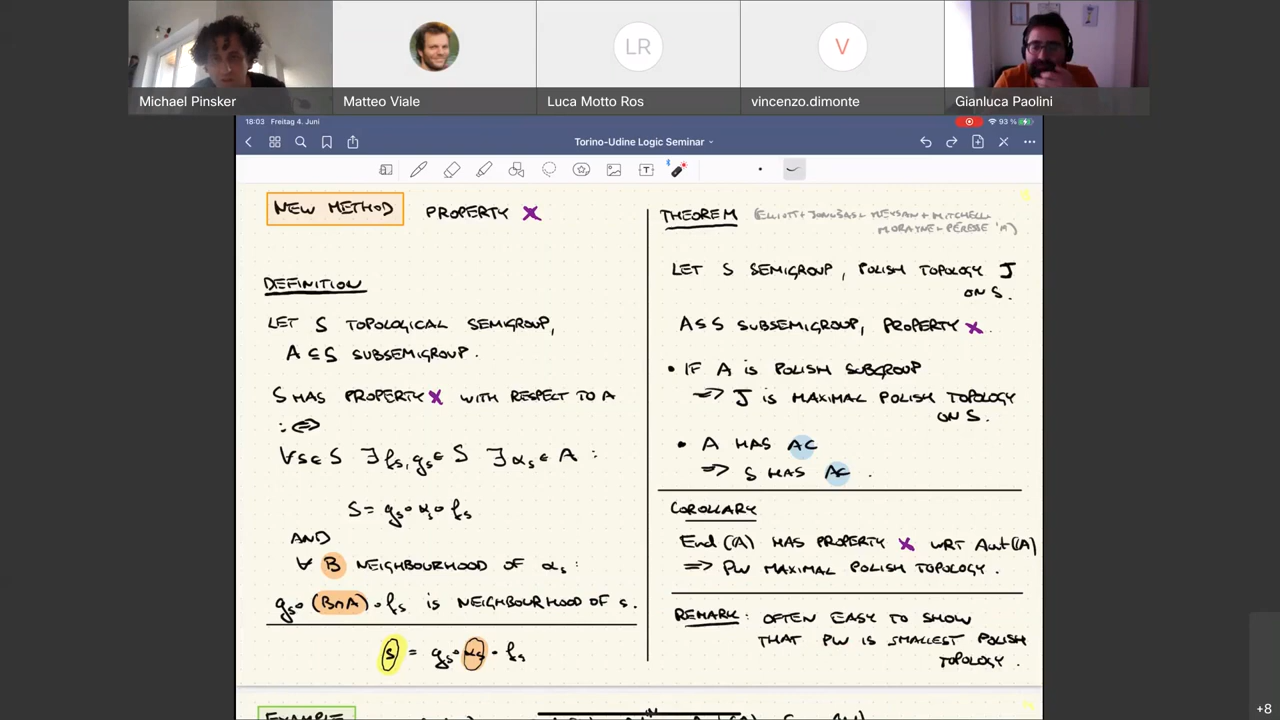 LR
V
Michael Pinsker
Matteo Viale
Luca Motto Ros
vincenzo.dimonte
Gianluca Paolini
18:03 Freitag 4. Juni
93 %
Torino-Udine Logic Seminar
T
NEW METHOD
PROPERTY X
DEFINITION
LET S TOPOLOGICAL SEMIGROUP,
A ⊆ S SUBSEMIGROUP.
S HAS PROPERTY X WITH RESPECT TO A
:⇔
∀s∈S ∃fs,gs∈S ∃αs∈A :
S = gs∘αs∘fs
AND
∀ B NEIGHBOURHOOD OF αs :
gs∘(B∩A)∘fs IS NEIGHBOURHOOD OF s.
s = gs∘αs∘fs
THEOREM
MORAYNE + PERESSE
LET S SEMIGROUP, POLISH TOPOLOGY J
ON S.
A ⊆ S SUBSEMIGROUP, PROPERTY X.
• IF A IS POLISH SUBGROUP
⇒ J IS MAXIMAL POLISH TOPOLOGY
ON S.
• A HAS AC
⇒ S HAS AC.
COROLLARY
End(A) HAS PROPERTY X WRT Aut(A)
⇒ PW MAXIMAL POLISH TOPOLOGY.
REMARK: OFTEN EASY TO SHOW
THAT PW IS SMALLEST POLISH
TOPOLOGY.
EXAMPLE
+8